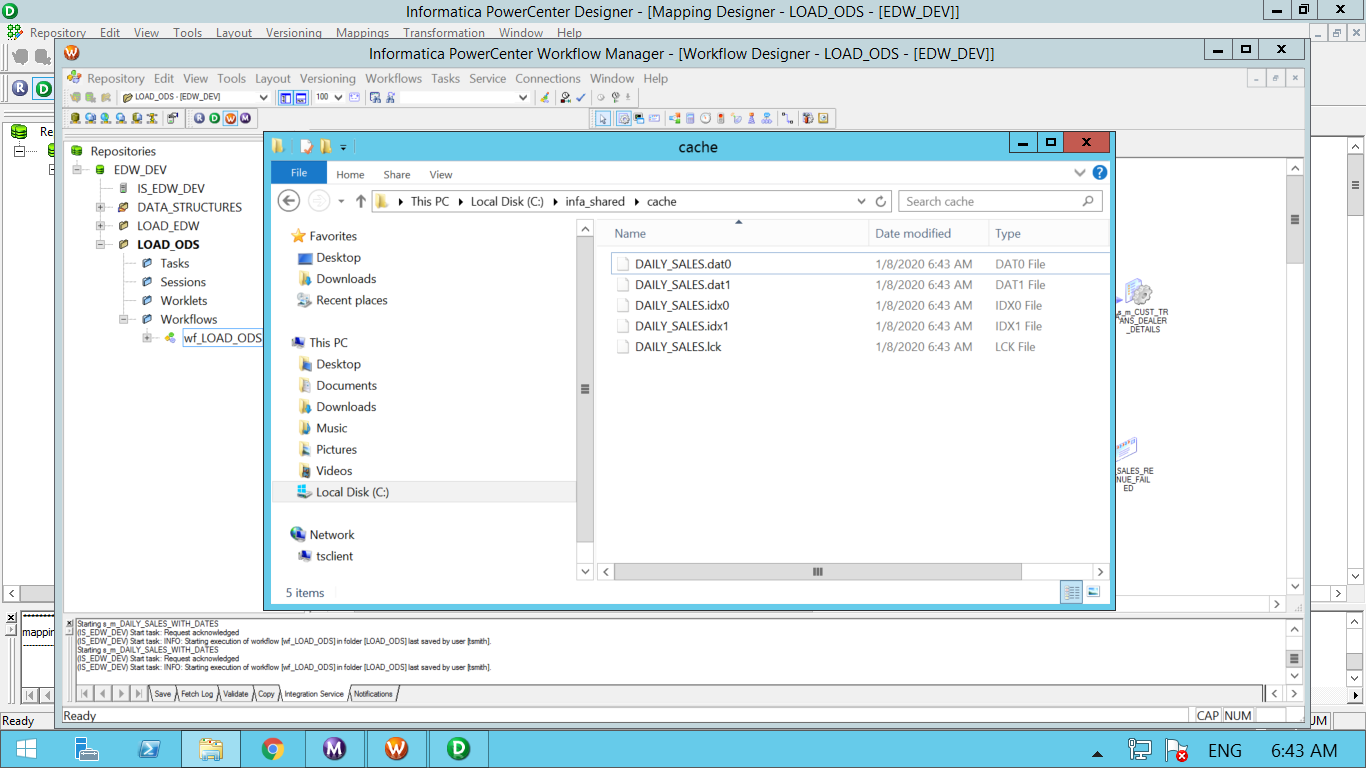 Informatica PowerCenter Designer - [Mapping Designer - LOAD_ODS - [EDW_DEV]]
Repository Edit View Tools Layout Versioning Mappings Transformation Window Help
Informatica PowerCenter Workflow Manager - [Workflow Designer - LOAD_ODS - [EDW_DEV]]
Repository Edit View Tools Layout Versioning Workflows Tasks Service Connections Window Help
LOAD_ODS - [EDW_DEV]
100
R D W M
Re
Repositories
EDW_DEV
IS_EDW_DEV
DATA_STRUCTURES
LOAD_EDW
LOAD_ODS
Tasks
Sessions
Worklets
Workflows
wf_LOAD_ODS
cache
File Home Share View
This PC Local Disk (C:) infa_shared cache
Search cache
Favorites
Desktop
Downloads
Recent places
This PC
Desktop
Documents
Downloads
Music
Pictures
Videos
Local Disk (C:)
Network
tsclient
Name Date modified Type
DAILY_SALES.dat0 1/8/2020 6:43 AM DAT0 File
DAILY_SALES.dat1 1/8/2020 6:43 AM DAT1 File
DAILY_SALES.idx0 1/8/2020 6:43 AM IDX0 File
DAILY_SALES.idx1 1/8/2020 6:43 AM IDX1 File
DAILY_SALES.lck 1/8/2020 6:43 AM LCK File
5 items
s_m_CUST_TR
ANS_DEALER
_DETAILS
SALES_RE
NUE_FAIL
ED
mapping
Starting s_m_DAILY_SALES_WITH_DATES
(IS_EDW_DEV) Start task: Request acknowledged
(IS_EDW_DEV) Start task: INFO: Starting execution of workflow [wf_LOAD_ODS] in folder [LOAD_ODS] last saved by user [tsmith].
Starting s_m_DAILY_SALES_WITH_DATES
(IS_EDW_DEV) Start task: Request acknowledged
(IS_EDW_DEV) Start task: INFO: Starting execution of workflow [wf_LOAD_ODS] in folder [LOAD_ODS] last saved by user [tsmith].
Save Fetch Log Validate Copy Integration Service Notifications
Ready CAP NUM
Ready UM
M W D
ENG 6:43 AM